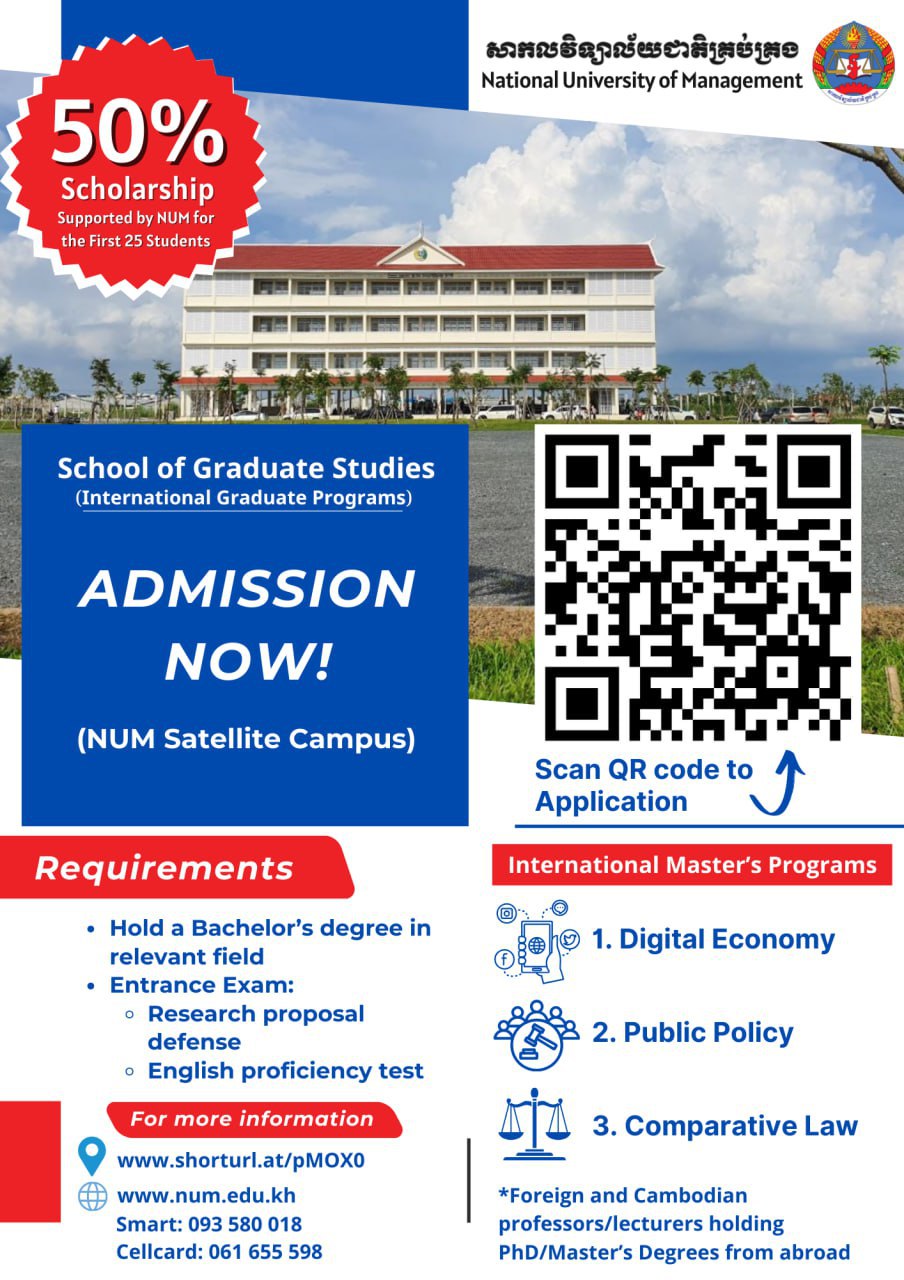 សាកលវិទ្យាល័យជាតិគ្រប់គ្រង
National University of Management
50%
Scholarship
Supported by NUM for
the First 25 Students
School of Graduate Studies
(International Graduate Programs)
ADMISSION
NOW!
(NUM Satellite Campus)
Scan QR code to
Application
Requirements
• Hold a Bachelor's degree in
relevant field
• Entrance Exam:
◦ Research proposal
defense
◦ English proficiency test
For more information
www.shorturl.at/pMOX0
www.num.edu.kh
Smart: 093 580 018
Cellcard: 061 655 598
International Master's Programs
1. Digital Economy
2. Public Policy
3. Comparative Law
*Foreign and Cambodian
professors/lecturers holding
PhD/Master's Degrees from abroad